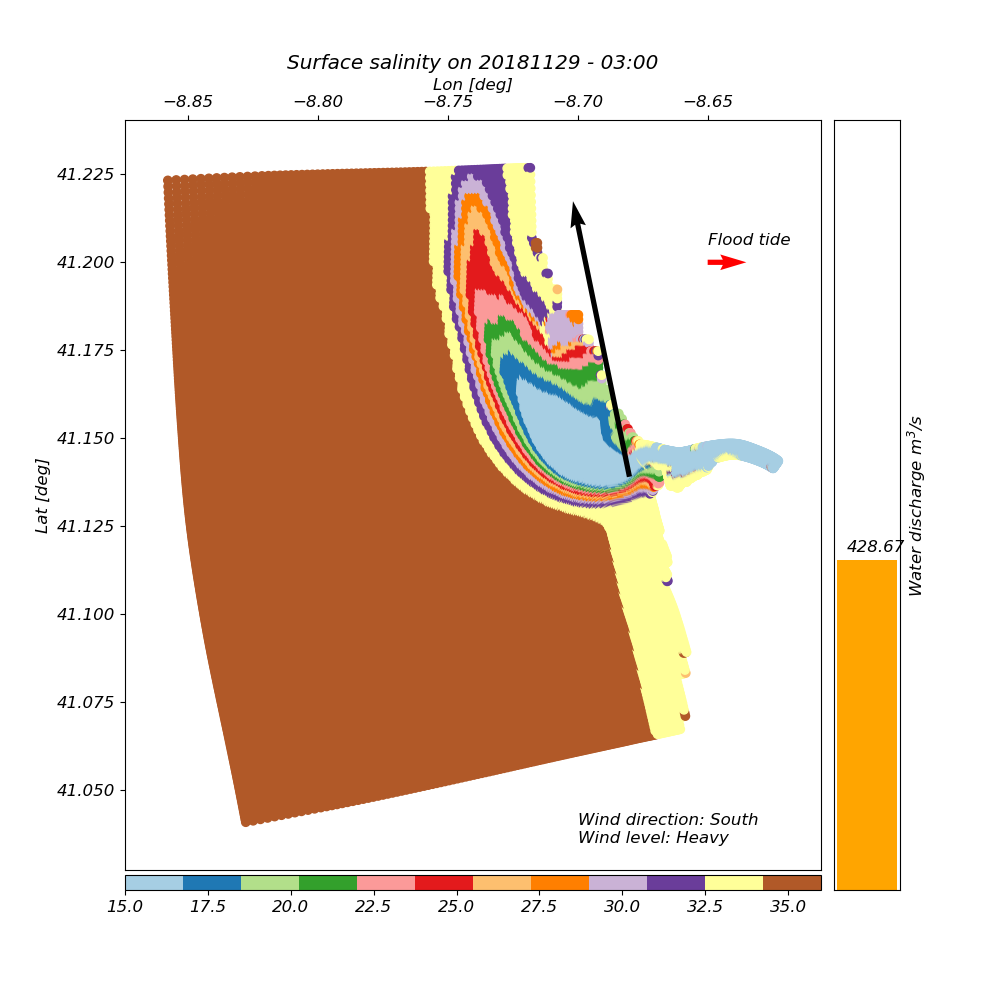 Surface salinity on 20181129 - 03:00
Lon [deg]
−8.85 −8.80 −8.75 −8.70 −8.65
41.225
41.200
41.175
41.150
41.125
41.100
41.075
41.050
Lat [deg]
Flood tide
Wind direction: South
Wind level: Heavy
15.0 17.5 20.0 22.5 25.0 27.5 30.0 32.5 35.0
428.67
Water discharge m³/s